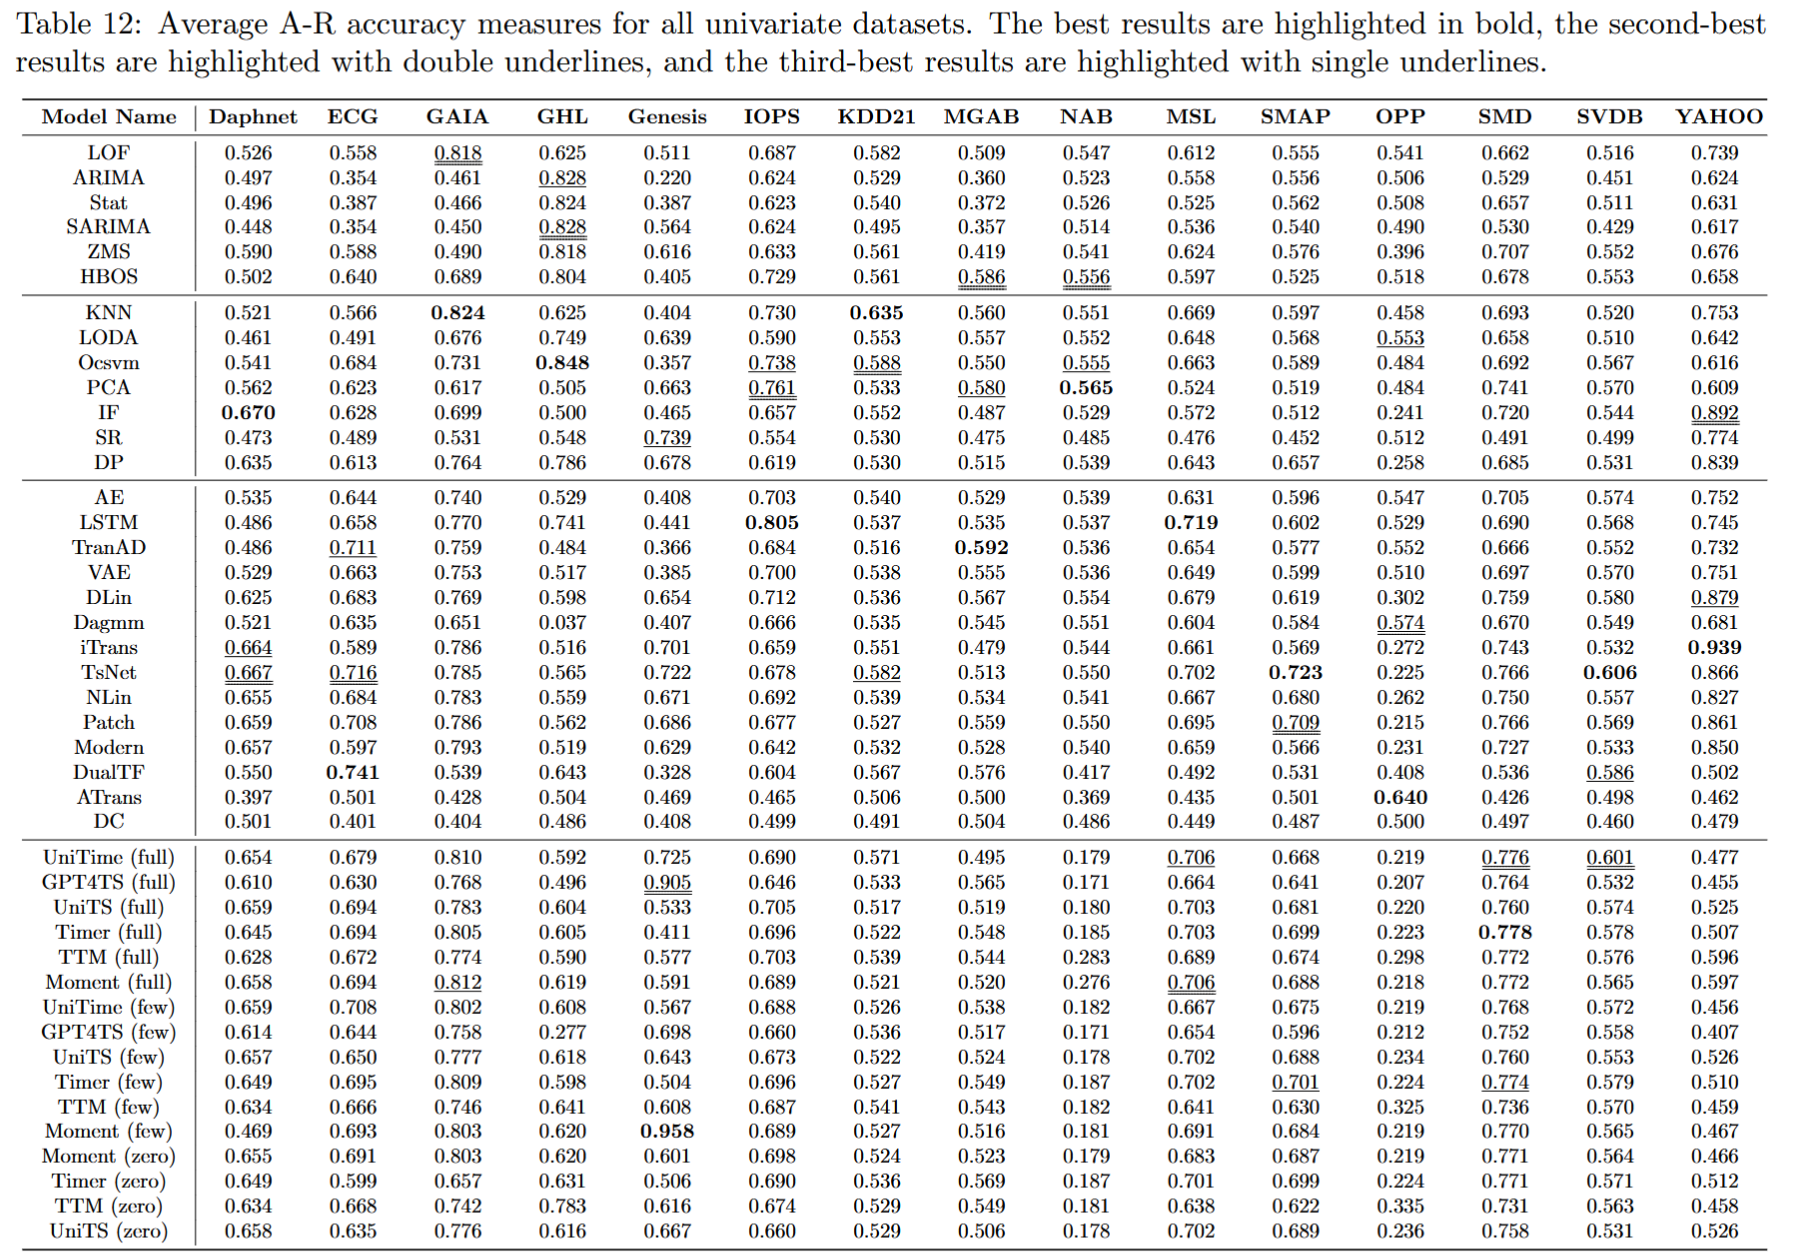 Table 12: Average A-R accuracy measures for all univariate datasets. The best results are highlighted in bold, the second-best
results are highlighted with double underlines, and the third-best results are highlighted with single underlines.
Model Name Daphnet ECG GAIA GHL Genesis IOPS KDD21 MGAB NAB MSL SMAP OPP SMD SVDB YAHOO
LOF 0.526 0.558 0.818 0.625 0.511 0.687 0.582 0.509 0.547 0.612 0.555 0.541 0.662 0.516 0.739
ARIMA 0.497 0.354 0.461 0.828 0.220 0.624 0.529 0.360 0.523 0.558 0.556 0.506 0.529 0.451 0.624
Stat 0.496 0.387 0.466 0.824 0.387 0.623 0.540 0.372 0.526 0.525 0.562 0.508 0.657 0.511 0.631
SARIMA 0.448 0.354 0.450 0.828 0.564 0.624 0.495 0.357 0.514 0.536 0.540 0.490 0.530 0.429 0.617
ZMS 0.590 0.588 0.490 0.818 0.616 0.633 0.561 0.419 0.541 0.624 0.576 0.396 0.707 0.552 0.676
HBOS 0.502 0.640 0.689 0.804 0.405 0.729 0.561 0.586 0.556 0.597 0.525 0.518 0.678 0.553 0.658
KNN 0.521 0.566 0.824 0.625 0.404 0.730 0.635 0.560 0.551 0.669 0.597 0.458 0.693 0.520 0.753
LODA 0.461 0.491 0.676 0.749 0.639 0.590 0.553 0.557 0.552 0.648 0.568 0.553 0.658 0.510 0.642
Ocsvm 0.541 0.684 0.731 0.848 0.357 0.738 0.588 0.550 0.555 0.663 0.589 0.484 0.692 0.567 0.616
PCA 0.562 0.623 0.617 0.505 0.663 0.761 0.533 0.580 0.565 0.524 0.519 0.484 0.741 0.570 0.609
IF 0.670 0.628 0.699 0.500 0.465 0.657 0.552 0.487 0.529 0.572 0.512 0.241 0.720 0.544 0.892
SR 0.473 0.489 0.531 0.548 0.739 0.554 0.530 0.475 0.485 0.476 0.452 0.512 0.491 0.499 0.774
DP 0.635 0.613 0.764 0.786 0.678 0.619 0.530 0.515 0.539 0.643 0.657 0.258 0.685 0.531 0.839
AE 0.535 0.644 0.740 0.529 0.408 0.703 0.540 0.529 0.539 0.631 0.596 0.547 0.705 0.574 0.752
LSTM 0.486 0.658 0.770 0.741 0.441 0.805 0.537 0.535 0.537 0.719 0.602 0.529 0.690 0.568 0.745
TranAD 0.486 0.711 0.759 0.484 0.366 0.684 0.516 0.592 0.536 0.654 0.577 0.552 0.666 0.552 0.732
VAE 0.529 0.663 0.753 0.517 0.385 0.700 0.538 0.555 0.536 0.649 0.599 0.510 0.697 0.570 0.751
DLin 0.625 0.683 0.769 0.598 0.654 0.712 0.536 0.567 0.554 0.679 0.619 0.302 0.759 0.580 0.879
Dagmm 0.521 0.635 0.651 0.037 0.407 0.666 0.535 0.545 0.551 0.604 0.584 0.574 0.670 0.549 0.681
iTrans 0.664 0.589 0.786 0.516 0.701 0.659 0.551 0.479 0.544 0.661 0.569 0.272 0.743 0.532 0.939
TsNet 0.667 0.716 0.785 0.565 0.722 0.678 0.582 0.513 0.550 0.702 0.723 0.225 0.766 0.606 0.866
NLin 0.655 0.684 0.783 0.559 0.671 0.692 0.539 0.534 0.541 0.667 0.680 0.262 0.750 0.557 0.827
Patch 0.659 0.708 0.786 0.562 0.686 0.677 0.527 0.559 0.550 0.695 0.709 0.215 0.766 0.569 0.861
Modern 0.657 0.597 0.793 0.519 0.629 0.642 0.532 0.528 0.540 0.659 0.566 0.231 0.727 0.533 0.850
DualTF 0.550 0.741 0.539 0.643 0.328 0.604 0.567 0.576 0.417 0.492 0.531 0.408 0.536 0.586 0.502
ATrans 0.397 0.501 0.428 0.504 0.469 0.465 0.506 0.500 0.369 0.435 0.501 0.640 0.426 0.498 0.462
DC 0.501 0.401 0.404 0.486 0.408 0.499 0.491 0.504 0.486 0.449 0.487 0.500 0.497 0.460 0.479
UniTime (full) 0.654 0.679 0.810 0.592 0.725 0.690 0.571 0.495 0.179 0.706 0.668 0.219 0.776 0.601 0.477
GPT4TS (full) 0.610 0.630 0.768 0.496 0.905 0.646 0.533 0.565 0.171 0.664 0.641 0.207 0.764 0.532 0.455
UniTS (full) 0.659 0.694 0.783 0.604 0.533 0.705 0.517 0.519 0.180 0.703 0.681 0.220 0.760 0.574 0.525
Timer (full) 0.645 0.694 0.805 0.605 0.411 0.696 0.522 0.548 0.185 0.703 0.699 0.223 0.778 0.578 0.507
TTM (full) 0.628 0.672 0.774 0.590 0.577 0.703 0.539 0.544 0.283 0.689 0.674 0.298 0.772 0.576 0.596
Moment (full) 0.658 0.694 0.812 0.619 0.591 0.689 0.521 0.520 0.276 0.706 0.688 0.218 0.772 0.565 0.597
UniTime (few) 0.659 0.708 0.802 0.608 0.567 0.688 0.526 0.538 0.182 0.667 0.675 0.219 0.768 0.572 0.456
GPT4TS (few) 0.614 0.644 0.758 0.277 0.698 0.660 0.536 0.517 0.171 0.654 0.596 0.212 0.752 0.558 0.407
UniTS (few) 0.657 0.650 0.777 0.618 0.643 0.673 0.522 0.524 0.178 0.702 0.688 0.234 0.760 0.553 0.526
Timer (few) 0.649 0.695 0.809 0.598 0.504 0.696 0.527 0.549 0.187 0.702 0.701 0.224 0.774 0.579 0.510
TTM (few) 0.634 0.666 0.746 0.641 0.608 0.687 0.541 0.543 0.182 0.641 0.630 0.325 0.736 0.570 0.459
Moment (few) 0.469 0.693 0.803 0.620 0.958 0.689 0.527 0.516 0.181 0.691 0.684 0.219 0.770 0.565 0.467
Moment (zero) 0.655 0.691 0.803 0.620 0.601 0.698 0.524 0.523 0.179 0.683 0.687 0.219 0.771 0.564 0.466
Timer (zero) 0.649 0.599 0.657 0.631 0.506 0.690 0.536 0.569 0.187 0.701 0.699 0.224 0.771 0.571 0.512
TTM (zero) 0.634 0.668 0.742 0.783 0.616 0.674 0.529 0.549 0.181 0.638 0.622 0.335 0.731 0.563 0.458
UniTS (zero) 0.658 0.635 0.776 0.616 0.667 0.660 0.529 0.506 0.178 0.702 0.689 0.236 0.758 0.531 0.526